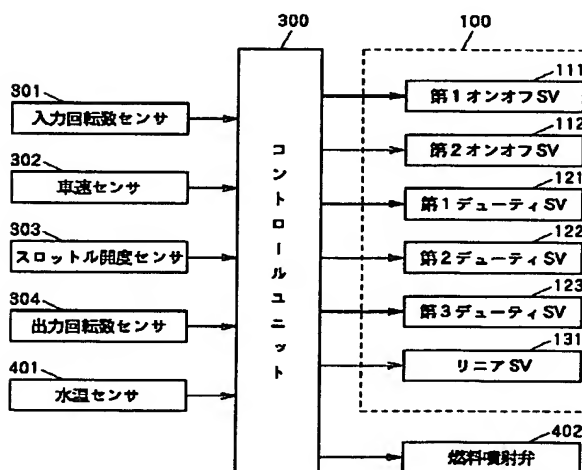 300
コントロールユニット
301
入力回転数センサ
302
車速センサ
303
スロットル開度センサ
304
出力回転数センサ
401
水温センサ
100
111
第1オンオフSV
112
第2オンオフSV
121
第1デューティSV
122
第2デューティSV
123
第3デューティSV
131
リニアSV
402
燃料噴射弁